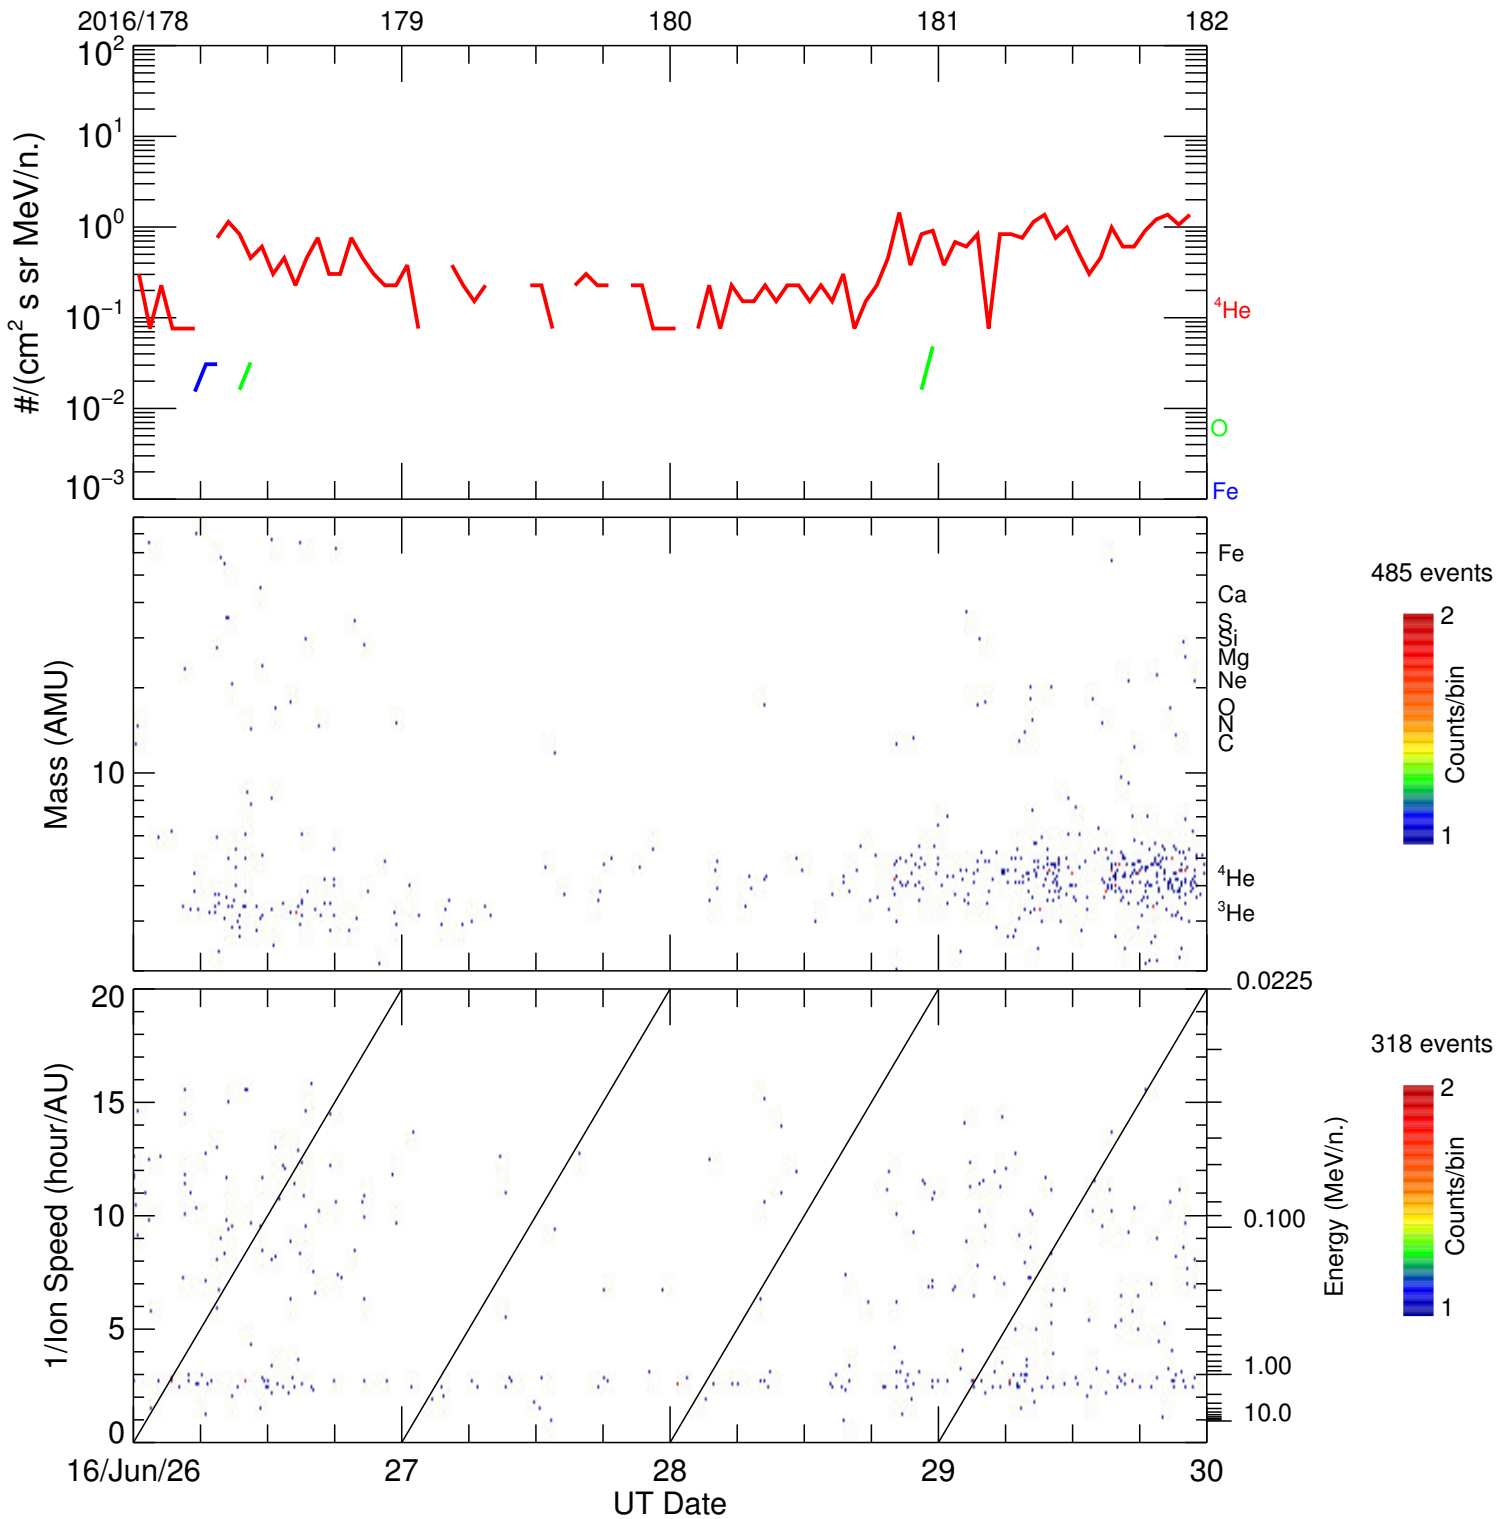 2016/178 179 180 181 182
10² 10¹ 10⁰ 10⁻¹ 10⁻² 10⁻³
#/(cm² s sr MeV/n.)
⁴He
O
Fe
Mass (AMU)
10
Fe
Ca
S
Si
Mg
Ne
O
N
C
⁴He
³He
485 events
2
Counts/bin
1
1/Ion Speed (hour/AU)
20
15
10
5
0
0.0225
0.100
1.00
10.0
Energy (MeV/n.)
318 events
2
Counts/bin
1
16/Jun/26 27 28 29 30
UT Date